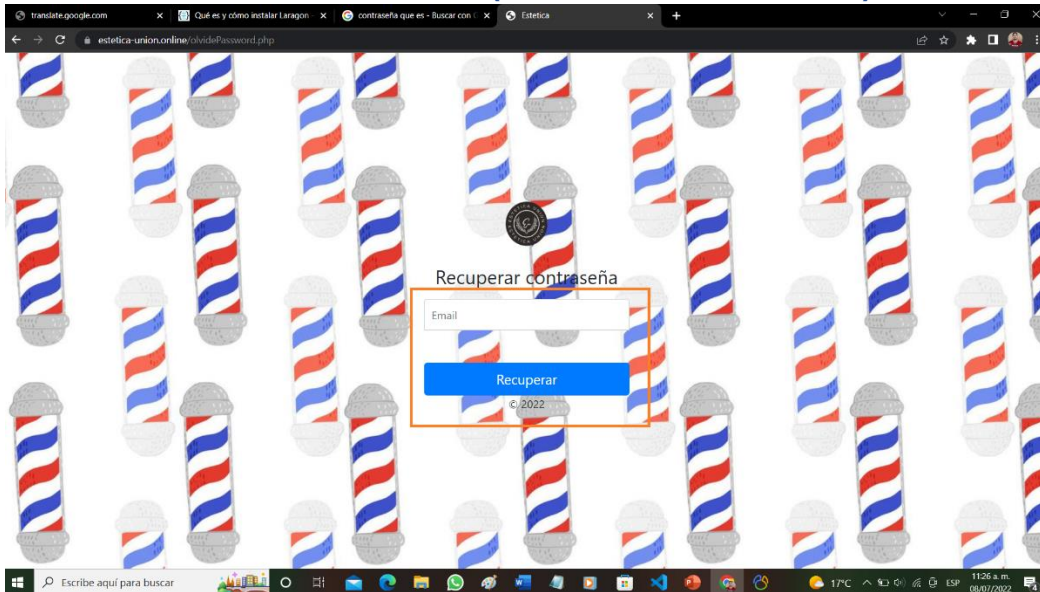 translate.google.com
Qué es y cómo instalar Laragon -
contraseña que es - Buscar con
Estetica
estetica-union.online/olvidePassword.php
Recuperar contraseña
Email
Recuperar
© 2022
Escribe aquí para buscar
17°C
ESP
11:26 a. m.
08/07/2022